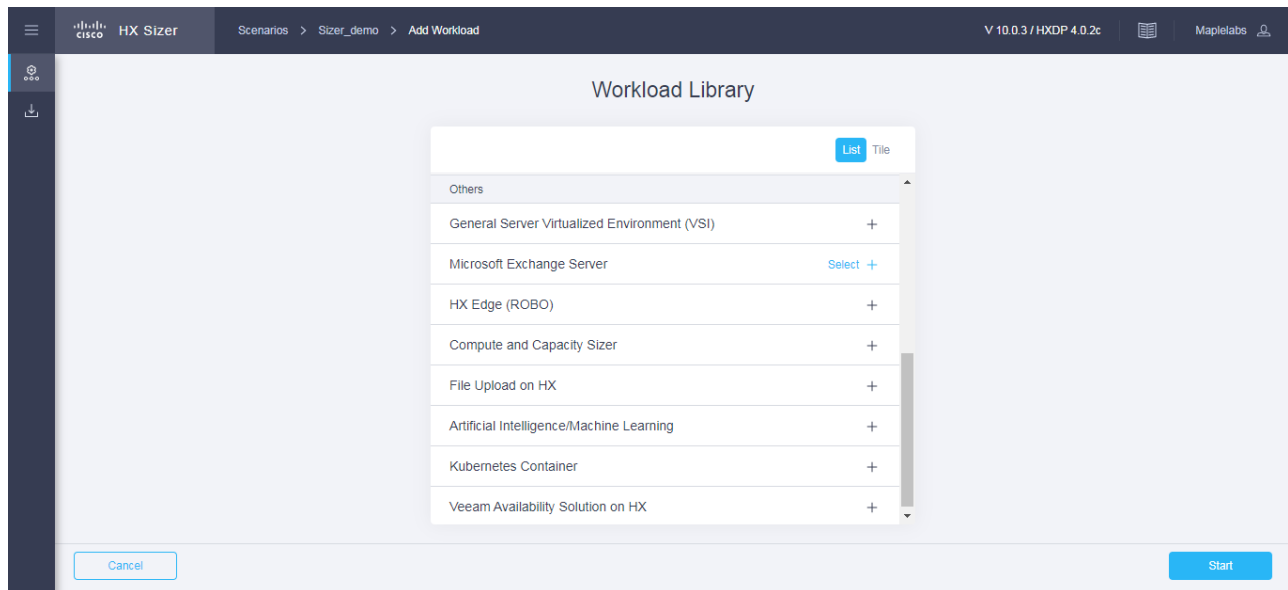 CISCO HX Sizer Scenarios > Sizer_demo > Add Workload V 10.0.3 / HXDP 4.0.2c Maplelabs
Workload Library
List Tile
Others
General Server Virtualized Environment (VSI) +
Microsoft Exchange Server Select +
HX Edge (ROBO) +
Compute and Capacity Sizer +
File Upload on HX +
Artificial Intelligence/Machine Learning +
Kubernetes Container +
Veeam Availability Solution on HX +
Cancel Start